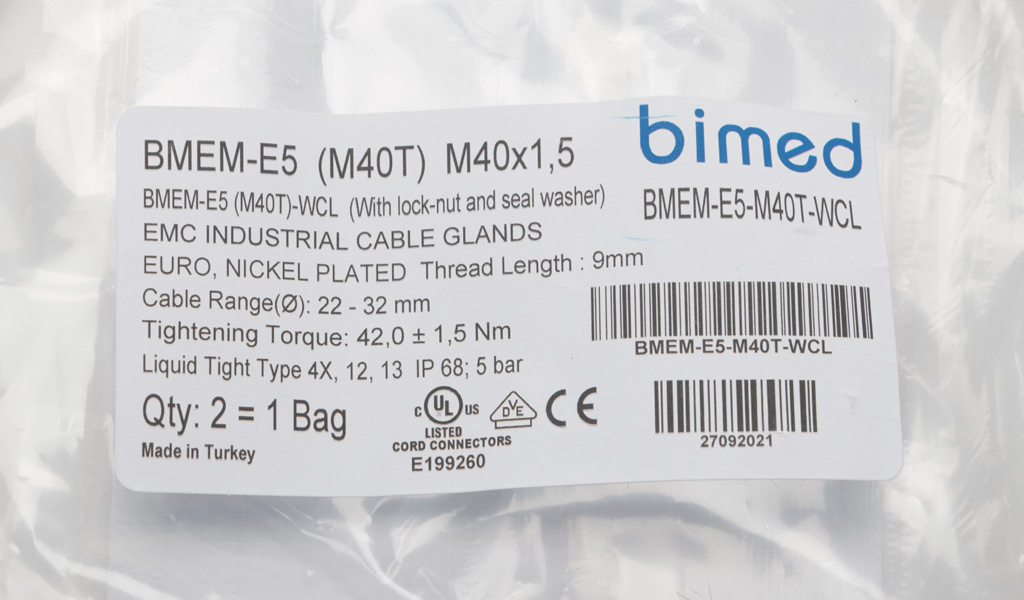 bimed
BMEM-E5 (M40T) M40x1,5
BMEM-E5 (M40T)-WCL (With lock-nut and seal washer)
BMEM-E5-M40T-WCL
EMC INDUSTRIAL CABLE GLANDS
EURO, NICKEL PLATED Thread Length : 9mm
Cable Range(Ø): 22 - 32 mm
Tightening Torque: 42,0 ± 1,5 Nm
Liquid Tight Type 4X, 12, 13 IP 68; 5 bar
BMEM-E5-M40T-WCL
Qty: 2 = 1 Bag
Made in Turkey
C UL US
LISTED
CORD CONNECTORS
E199260
DVE
CE
27092021